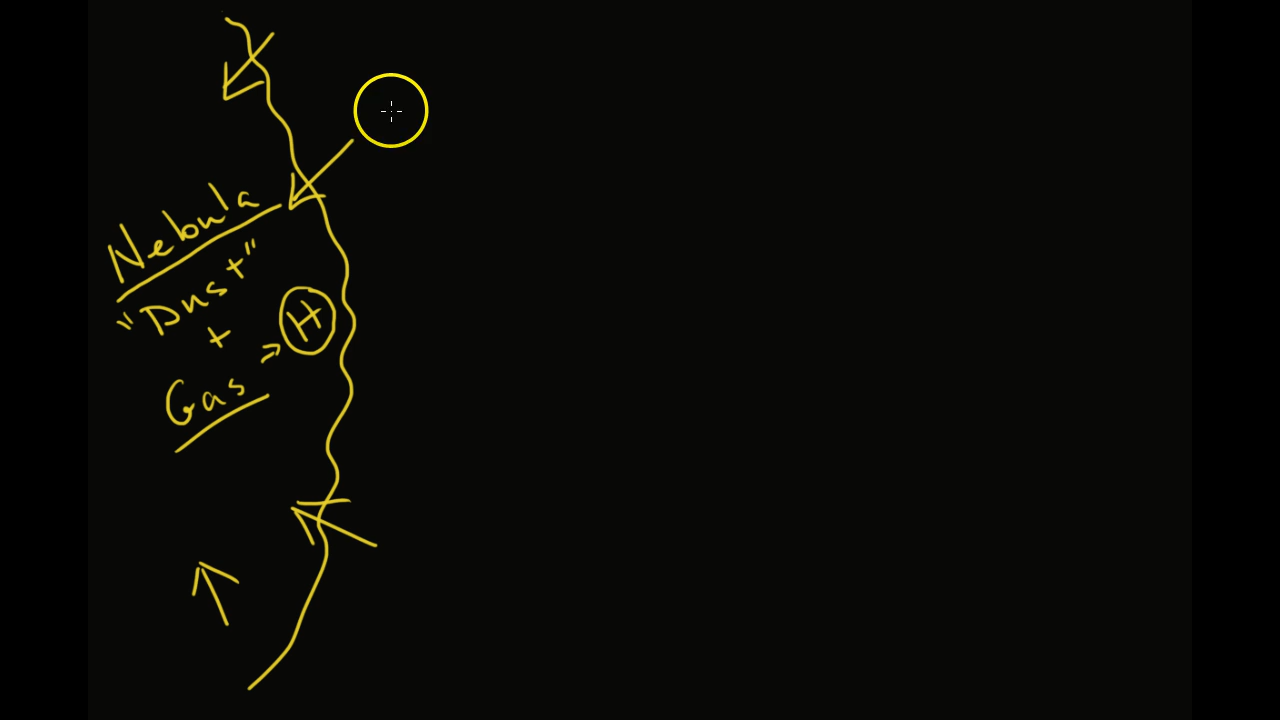 Nebula
"Dust"
+
Gas => H